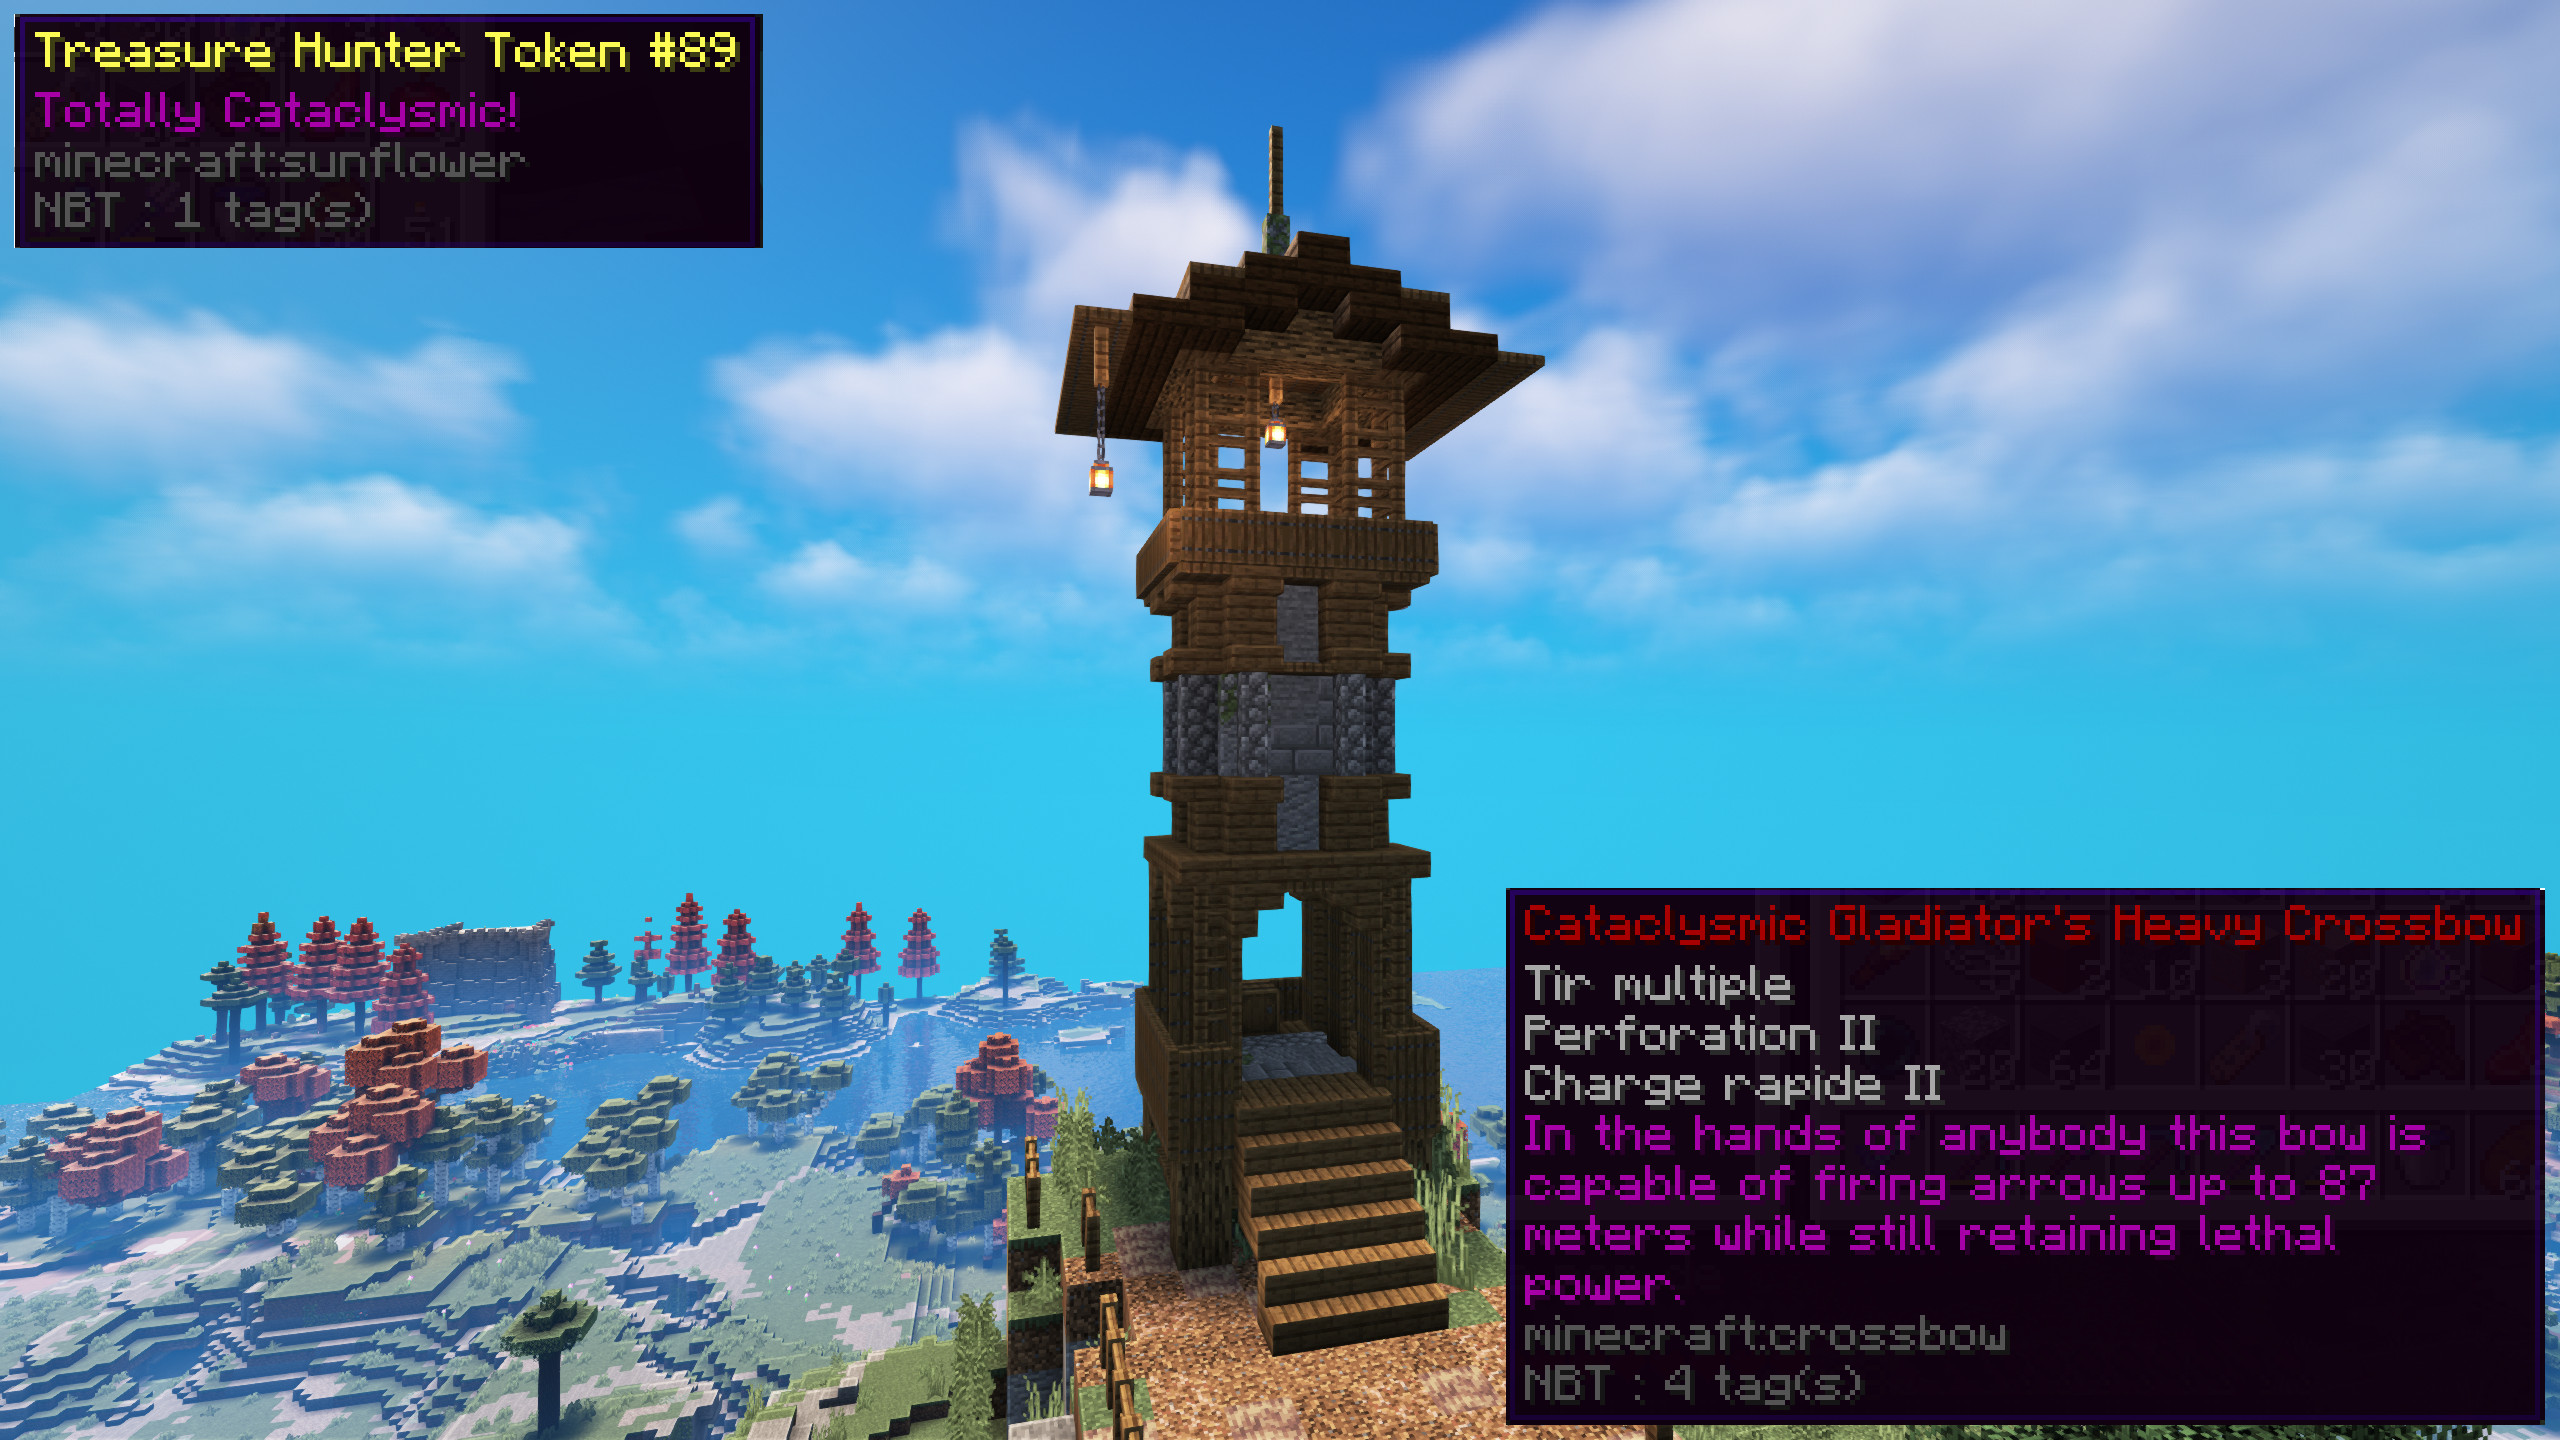 Treasure Hunter Token #89
Totally Cataclysmic!
minecraft:sunflower
NBT : 1 tag(s)
Cataclysmic Gladiator's Heavy Crossbow
Tir multiple
Perforation II
Charge rapide II
In the hands of anybody this bow is
capable of firing arrows up to 87
meters while still retaining lethal
power.
minecraft:crossbow
NBT : 4 tag(s)